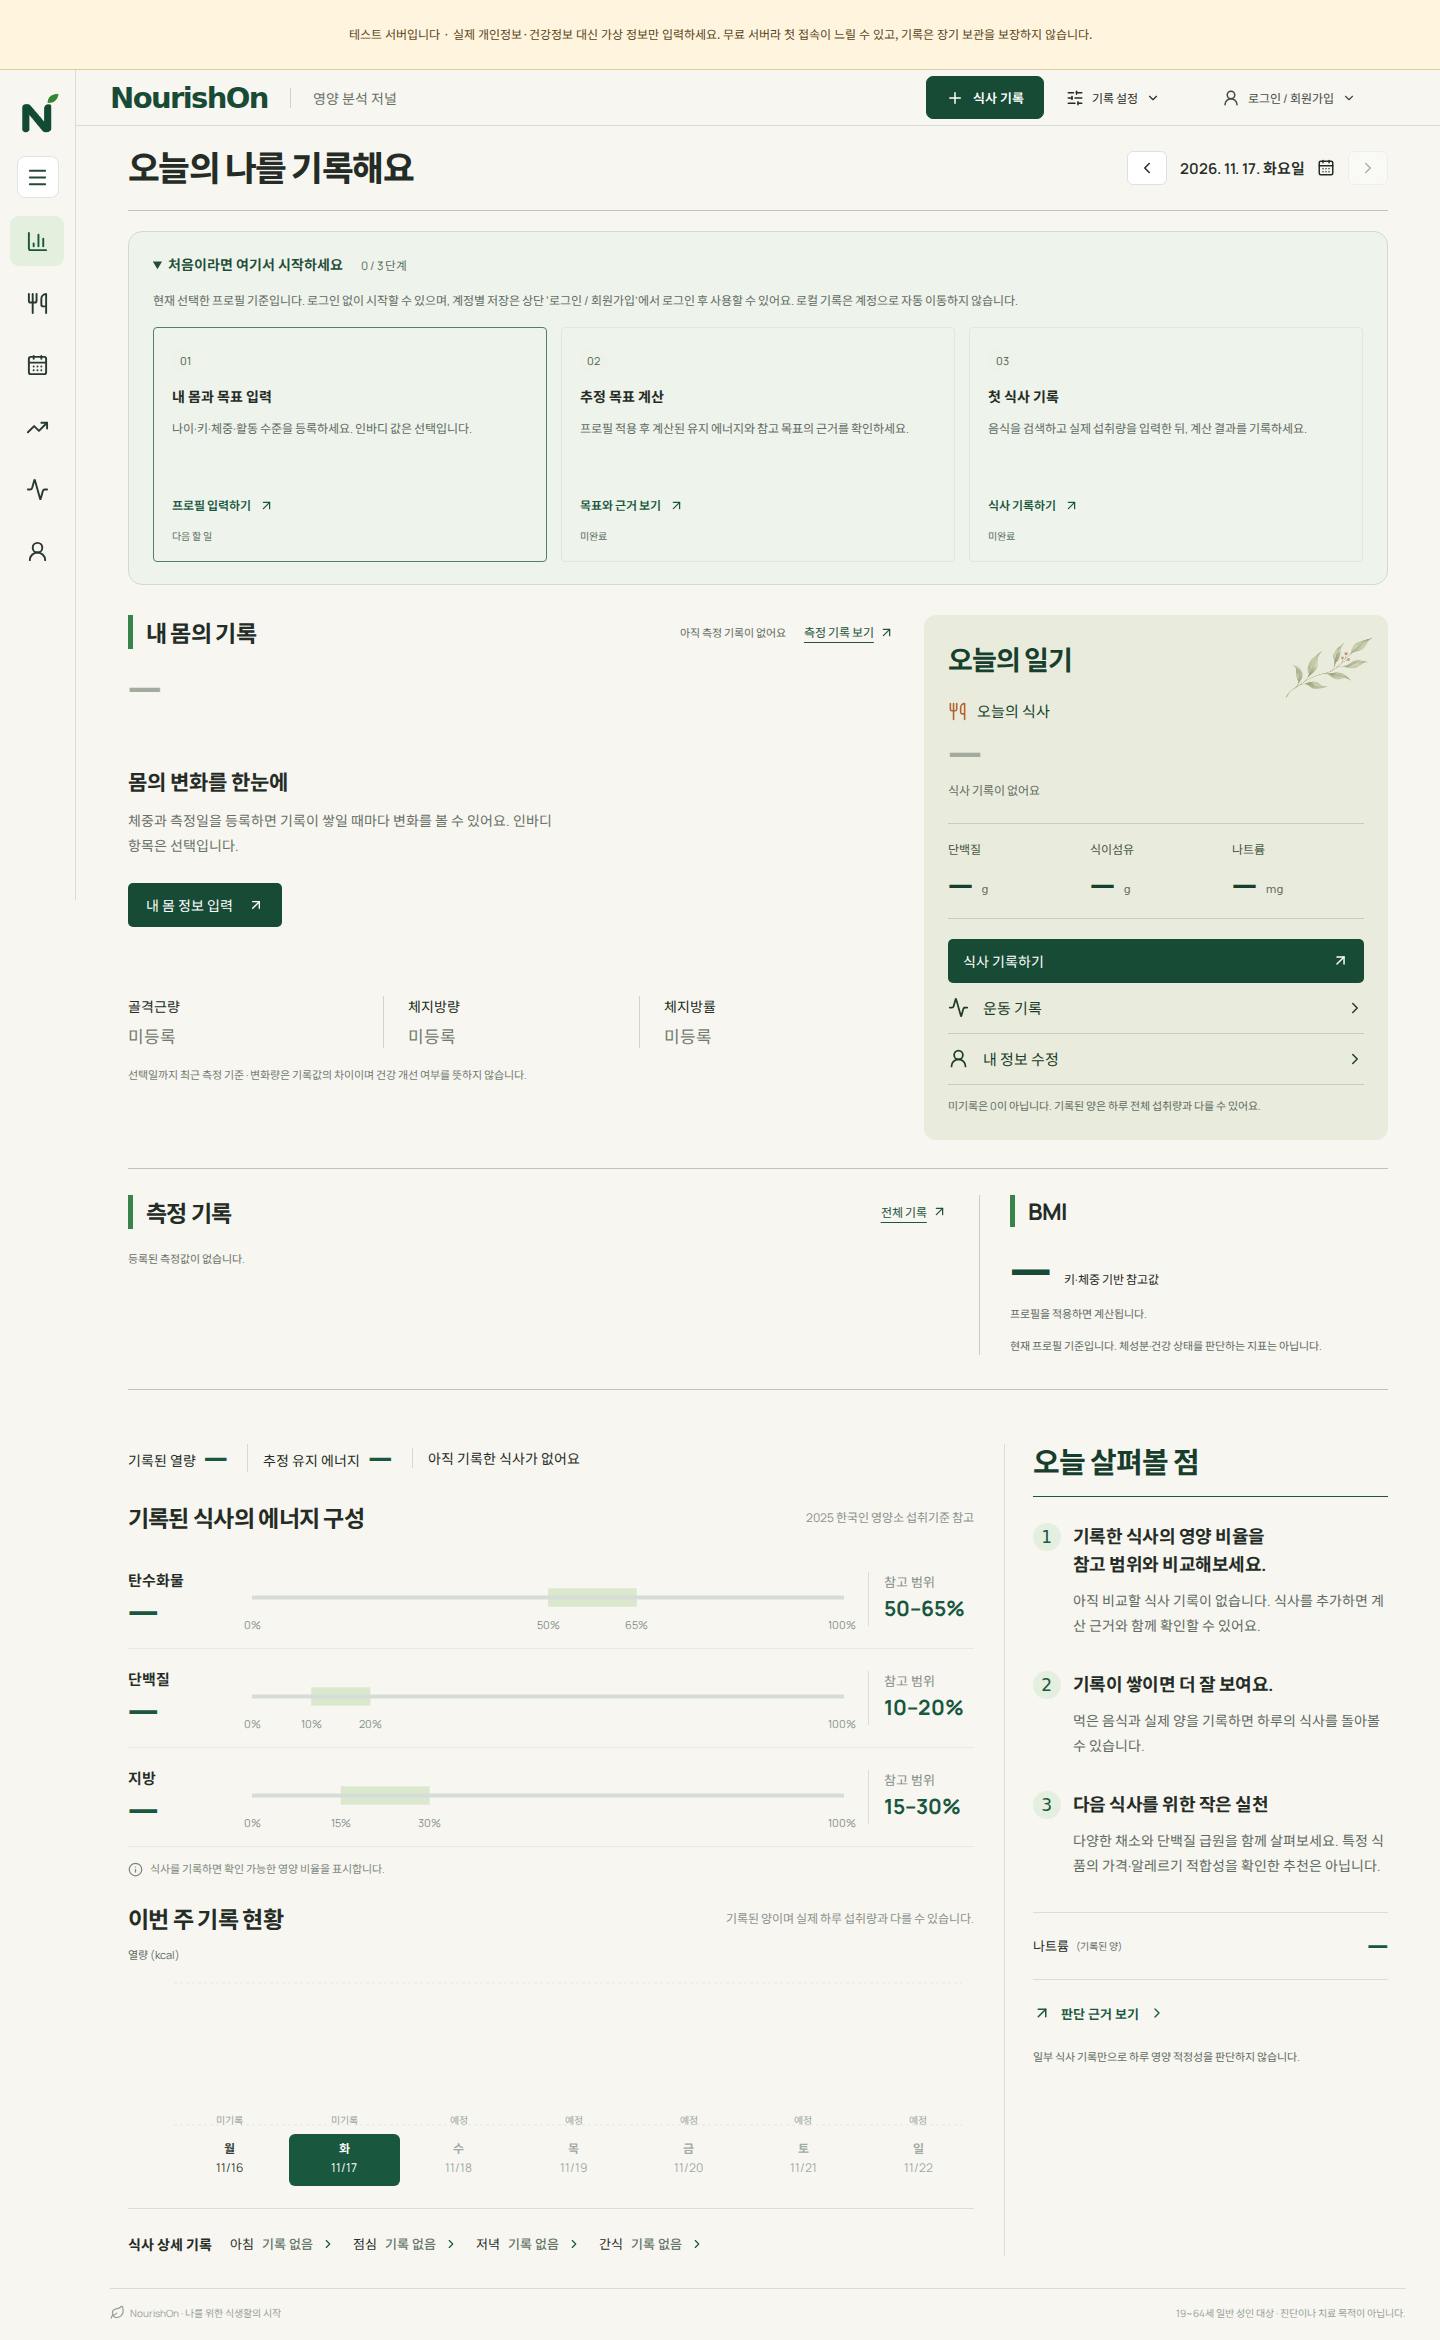 테스트 서버입니다 · 실제 개인정보·건강정보 대신 가상 정보만 입력하세요. 무료 서버라 첫 접속이 느릴 수 있고, 기록은 장기 보관을 보장하지 않습니다.
N
NourishOn
영양 분석 저널
식사 기록
기록 설정
로그인 / 회원가입
오늘의 나를 기록해요
2026. 11. 17. 화요일
▼ 처음이라면 여기서 시작하세요 0 / 3 단계
현재 선택한 프로필 기준입니다. 로그인 없이 시작할 수 있으며, 계정별 저장은 상단 '로그인 / 회원가입'에서 로그인 후 사용할 수 있어요. 로컬 기록은 계정으로 자동 이동하지 않습니다.
01
내 몸과 목표 입력
나이·키·체중·활동 수준을 등록하세요. 인바디 값은 선택입니다.
프로필 입력하기
다음 할 일
02
추정 목표 계산
프로필 적용 후 계산된 유지 에너지와 참고 목표의 근거를 확인하세요.
목표와 근거 보기
미완료
03
첫 식사 기록
음식을 검색하고 실제 섭취량을 입력한 뒤, 계산 결과를 기록하세요.
식사 기록하기
미완료
내 몸의 기록
아직 측정 기록이 없어요
측정 기록 보기
—
몸의 변화를 한눈에
체중과 측정일을 등록하면 기록이 쌓일 때마다 변화를 볼 수 있어요. 인바디
항목은 선택입니다.
내 몸 정보 입력
골격근량
미등록
체지방량
미등록
체지방률
미등록
선택일까지 최근 측정 기준 · 변화량은 기록값의 차이이며 건강 개선 여부를 뜻하지 않습니다.
오늘의 일기
오늘의 식사
—
식사 기록이 없어요
단백질
— g
식이섬유
— g
나트륨
— mg
식사 기록하기
운동 기록
내 정보 수정
미기록은 0이 아닙니다. 기록된 양은 하루 전체 섭취량과 다를 수 있어요.
측정 기록
전체 기록
등록된 측정값이 없습니다.
BMI
— 키·체중 기반 참고값
프로필을 적용하면 계산됩니다.
현재 프로필 기준입니다. 체성분·건강 상태를 판단하는 지표는 아닙니다.
기록된 열량 —
추정 유지 에너지 —
아직 기록한 식사가 없어요
기록된 식사의 에너지 구성
2025 한국인 영양소 섭취기준 참고
탄수화물
—
0% 50% 65% 100%
참고 범위
50–65%
단백질
—
0% 10% 20% 100%
참고 범위
10–20%
지방
—
0% 15% 30% 100%
참고 범위
15–30%
식사를 기록하면 확인 가능한 영양 비율을 표시합니다.
이번 주 기록 현황
기록된 양이며 실제 하루 섭취량과 다를 수 있습니다.
열량 (kcal)
미기록 미기록 예정 예정 예정 예정 예정
월 화 수 목 금 토 일
11/16 11/17 11/18 11/19 11/20 11/21 11/22
식사 상세 기록 아침 기록 없음 점심 기록 없음 저녁 기록 없음 간식 기록 없음
오늘 살펴볼 점
1
기록한 식사의 영양 비율을
참고 범위와 비교해보세요.
아직 비교할 식사 기록이 없습니다. 식사를 추가하면 계
산 근거와 함께 확인할 수 있어요.
2
기록이 쌓이면 더 잘 보여요.
먹은 음식과 실제 양을 기록하면 하루의 식사를 돌아볼
수 있습니다.
3
다음 식사를 위한 작은 실천
다양한 채소와 단백질 급원을 함께 살펴보세요. 특정 식
품의 가격·알레르기 적합성을 확인한 추천은 아닙니다.
나트륨 (기록된 양) —
판단 근거 보기
일부 식사 기록만으로 하루 영양 적정성을 판단하지 않습니다.
NourishOn · 나를 위한 식생활의 시작
19~64세 일반 성인 대상 · 진단이나 치료 목적이 아닙니다.